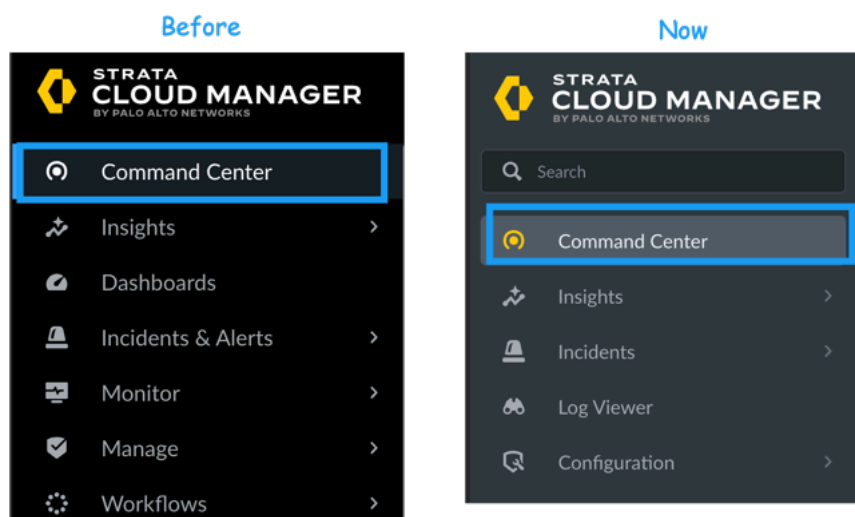 Before
STRATA
CLOUD MANAGER
BY PALO ALTO NETWORKS
Command Center
Insights
Dashboards
Incidents & Alerts
Monitor
Manage
Workflows
Now
STRATA
CLOUD MANAGER
BY PALO ALTO NETWORKS
Search
Command Center
Insights
Incidents
Log Viewer
Configuration